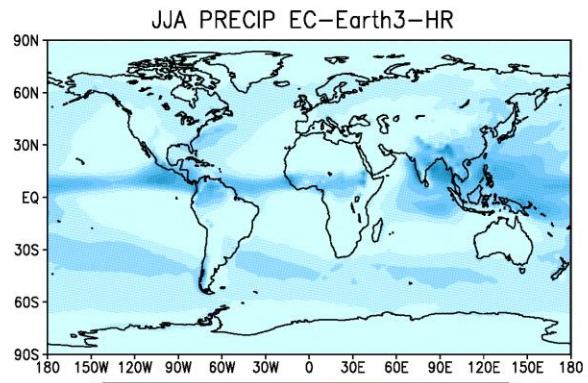 JJA PRECIP EC-Earth3-HR
90N
60N
30N
EQ
30S
60S
90S
180 150W 120W 90W 60W 30W 0 30E 60E 90E 120E 150E 180